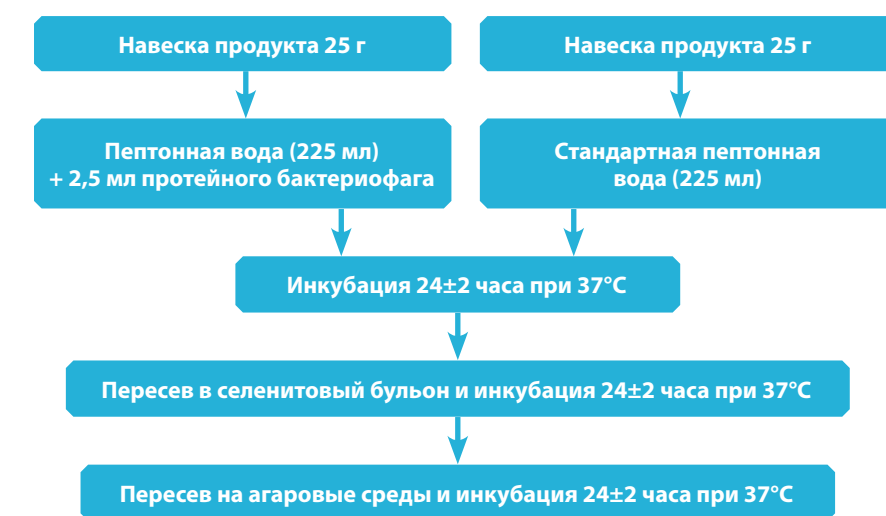 Навеска продукта 25 г
Навеска продукта 25 г
Пептонная вода (225 мл)
+ 2,5 мл протейного бактериофага
Стандартная пептонная
вода (225 мл)
Инкубация 24±2 часа при 37°С
Пересев в селенитовый бульон и инкубация 24±2 часа при 37°С
Пересев на агаровые среды и инкубация 24±2 часа при 37°С